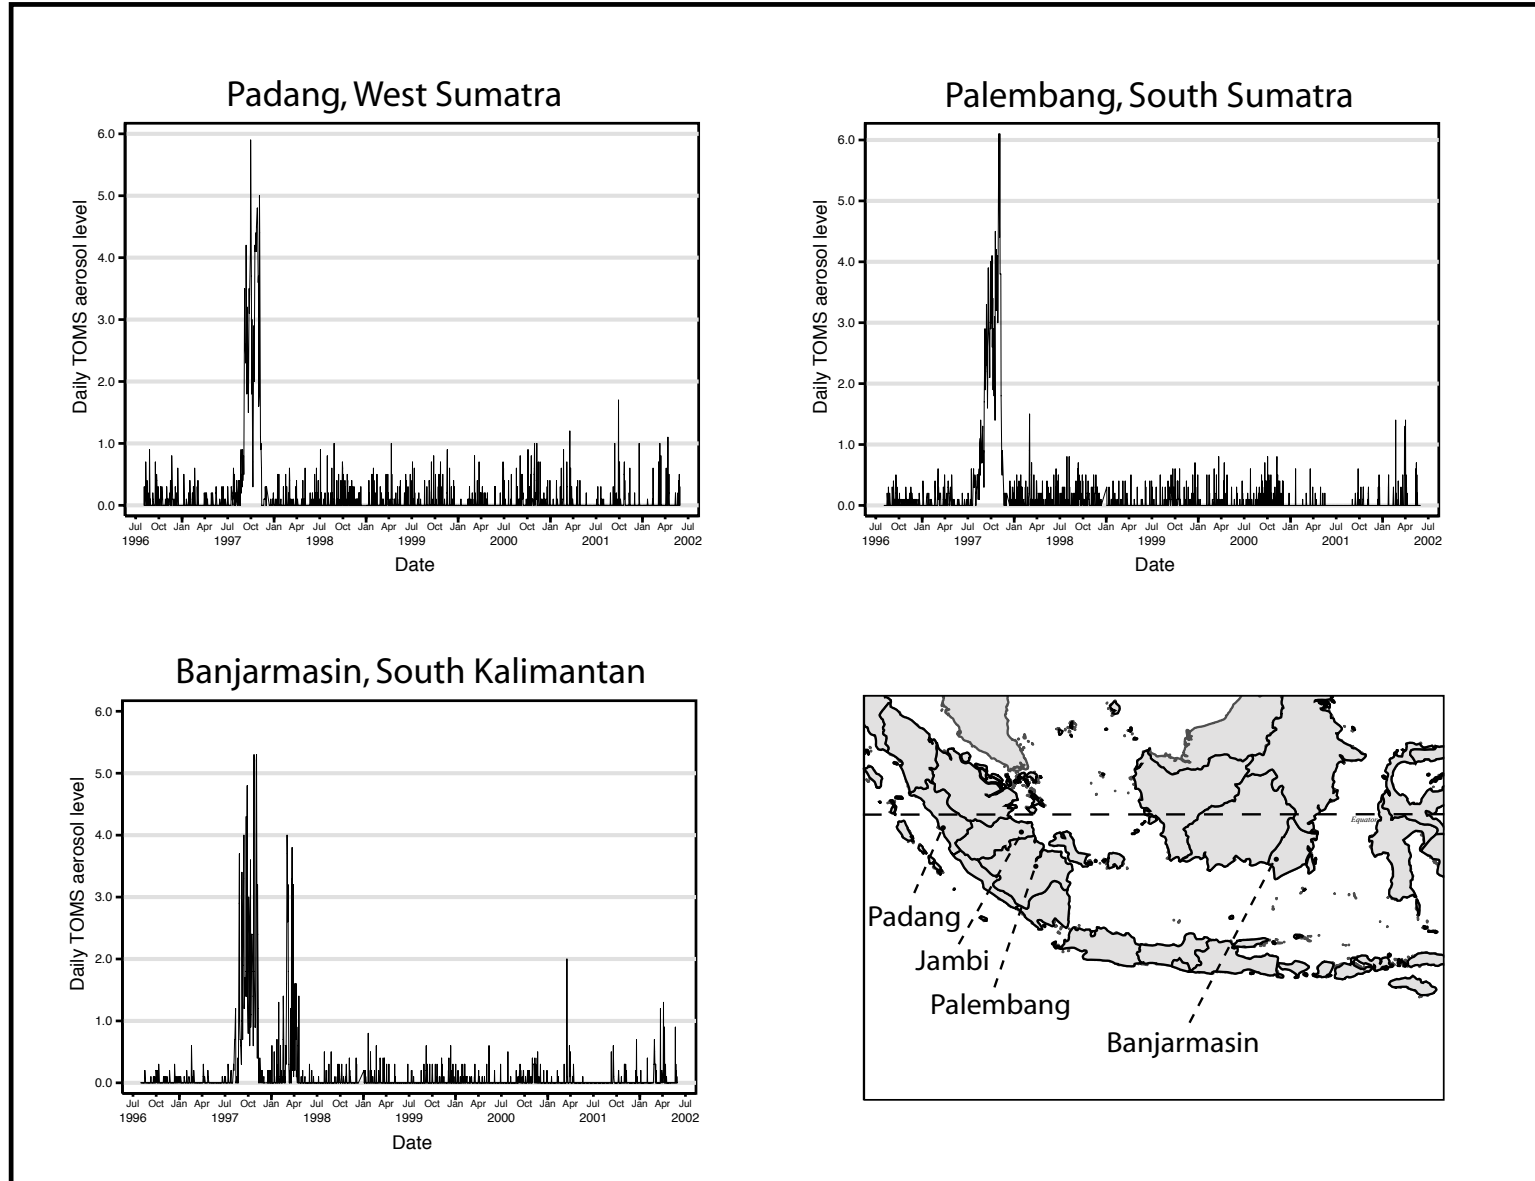 Padang, West Sumatra
Daily TOMS aerosol level
6.0
5.0
4.0
3.0
2.0
1.0
0.0
Jul Oct Jan Apr Jul Oct Jan Apr Jul Oct Jan Apr Jul Oct Jan Apr Jul Oct Jan Apr Jul Oct Jan Apr Jul
1996 1997 1998 1999 2000 2001 2002
Date
Palembang, South Sumatra
Daily TOMS aerosol level
6.0
5.0
4.0
3.0
2.0
1.0
0.0
Jul Oct Jan Apr Jul Oct Jan Apr Jul Oct Jan Apr Jul Oct Jan Apr Jul Oct Jan Apr Jul Oct Jan Apr Jul
1996 1997 1998 1999 2000 2001 2002
Date
Banjarmasin, South Kalimantan
Daily TOMS aerosol level
6.0
5.0
4.0
3.0
2.0
1.0
0.0
Jul Oct Jan Apr Jul Oct Jan Apr Jul Oct Jan Apr Jul Oct Jan Apr Jul Oct Jan Apr Jul Oct Jan Apr Jul
1996 1997 1998 1999 2000 2001 2002
Date
Equator
Padang
Jambi
Palembang
Banjarmasin